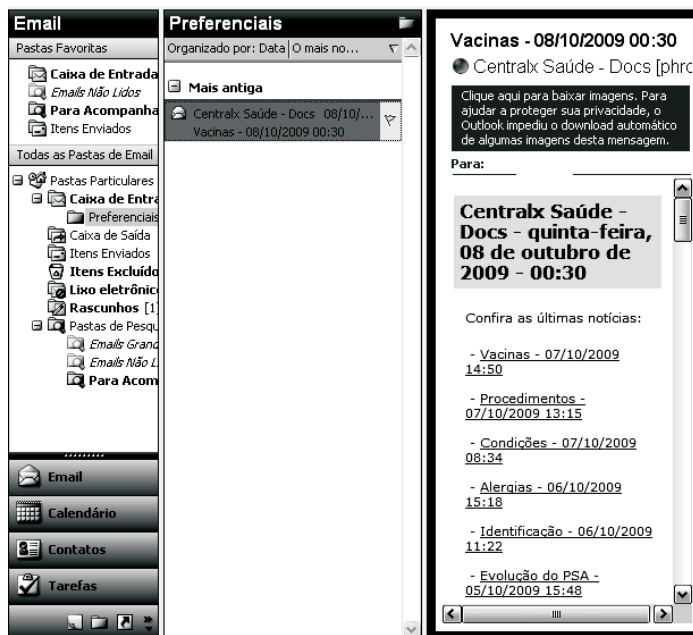 Email
Pastas Favoritas
Caixa de Entrada
Emails Não Lidos
Para Acompanha
Itens Enviados
Todas as Pastas de Email
Pastas Particulares
Caixa de Entra
Preferenciais
Caixa de Saída
Itens Enviados
Itens Excluído
Lixo eletrônic
Rascunhos [1]
Pastas de Pesqu
Emails Grand
Emails Não L
Para Acom
Email
Calendário
Contatos
Tarefas
Preferenciais
Organizado por: Data O mais no...
Mais antiga
Centralx Saúde - Docs 08/10/...
Vacinas - 08/10/2009 00:30
Vacinas - 08/10/2009 00:30
Centralx Saúde - Docs [phro
Clique aqui para baixar imagens. Para
ajudar a proteger sua privacidade, o
Outlook impediu o download automático
de algumas imagens desta mensagem.
Para:
Centralx Saúde -
Docs - quinta-feira,
08 de outubro de
2009 - 00:30
Confira as últimas notícias:
- Vacinas - 07/10/2009
14:50
- Procedimentos -
07/10/2009 13:15
- Condições - 07/10/2009
08:34
- Alergias - 06/10/2009
15:18
- Identificação - 06/10/2009
11:22
- Evolução do PSA -
05/10/2009 15:48